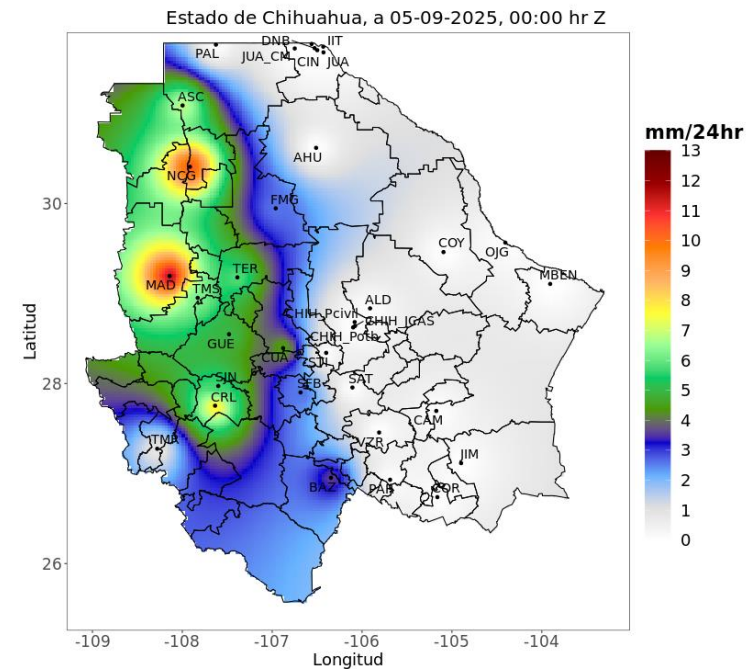 Estado de Chihuahua, a 05-09-2025, 00:00 hr Z
DNB IIT
PAL JUA_CM CIN JUA
ASC
AHU
NCG
FMG
COY OJG
TER MBEN
MAD TMS
ALD
CHIH_Pcivil CHIH_ICAS
CHIH_Potb
GUE
CUA STI
SIN SFB SAT
CRL
CAM
TMR VZR
JIM
BAZ PAR COR
mm/24hr
13
12
11
10
9
8
7
6
5
4
3
2
1
0
Latitud
30
28
26
-109 -108 -107 -106 -105 -104
Longitud